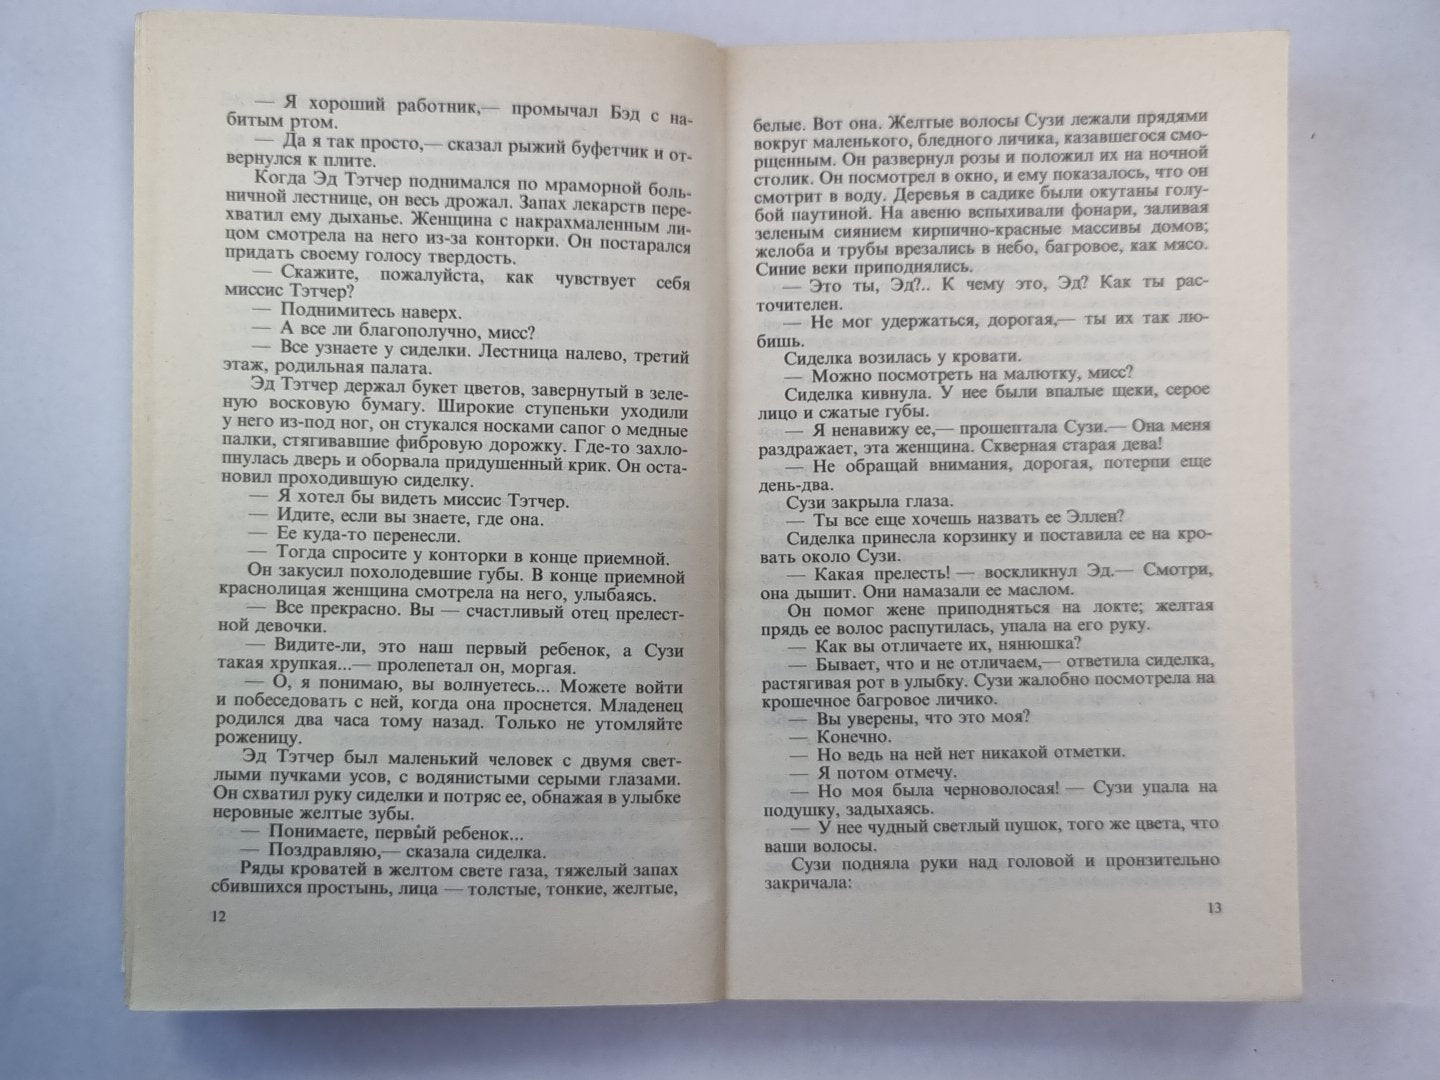 — Я хороший работник,— промычал Бэд с на-
битым ртом.
— Да я так просто,— сказал рыжий буфетчик и от-
вернулся к плите.
Когда Эд Тэтчер поднимался по мраморной боль-
ничной лестнице, он весь дрожал. Запах лекарств пере-
хватил ему дыханье. Женщина с накрахмаленным ли-
цом смотрела на него из-за конторки. Он постарался
придать своему голосу твердость.
— Скажите, пожалуйста, как чувствует себя
миссис Тэтчер?
— Поднимитесь наверх.
— А все ли благополучно, мисс?
— Все узнаете у сиделки. Лестница налево, третий
этаж, родильная палата.
Эд Тэтчер держал букет цветов, завернутый в зеле-
ную восковую бумагу. Широкие ступеньки уходили
у него из-под ног, он стукался носками сапог о медные
палки, стягивавшие фибровую дорожку. Где-то захло-
пнулась дверь и оборвала придушенный крик. Он оста-
новил проходившую сиделку.
— Я хотел бы видеть миссис Тэтчер.
— Идите, если вы знаете, где она.
— Ее куда-то перенесли.
— Тогда спросите у конторки в конце приемной.
Он закусил похолодевшие губы. В конце приемной
краснолицая женщина смотрела на него, улыбаясь.
— Все прекрасно. Вы — счастливый отец прелест-
ной девочки.
— Видите-ли, это наш первый ребенок, а Сузи
такая хрупкая...— пролепетал он, моргая.
— О, я понимаю, вы волнуетесь... Можете войти
и побеседовать с ней, когда она проснется. Младенец
родился два часа тому назад. Только не утомляйте
роженицу.
Эд Тэтчер был маленький человек с двумя свет-
лыми пучками усов, с водянистыми серыми глазами.
Он схватил руку сиделки и потряс ее, обнажая в улыбке
неровные желтые зубы.
— Понимаете, первый ребенок...
— Поздравляю,— сказала сиделка.
Ряды кроватей в желтом свете газа, тяжелый запах
сбившихся простынь, лица — толстые, тонкие, желтые,
12
белые. Вот она. Желтые волосы Сузи лежали прядями
вокруг маленького, бледного личика, казавшегося смо-
рщенным. Он развернул розы и положил их на ночной
столик. Он посмотрел в окно, и ему показалось, что он
смотрит в воду. Деревья в садике были окутаны голу-
бой паутиной. На авеню вспыхивали фонари, заливая
зеленым сиянием кирпично-красные массивы домов;
желоба и трубы врезались в небо, багровое, как мясо.
Синие веки приподнялись.
— Это ты, Эд?.. К чему это, Эд? Как ты рас-
точителен.
— Не мог удержаться, дорогая,— ты их так лю-
бишь.
Сиделка возилась у кровати.
— Можно посмотреть на малютку, мисс?
Сиделка кивнула. У нее были впалые щеки, серое
лицо и сжатые губы.
— Я ненавижу ее,— прошептала Сузи.— Она меня
раздражает, эта женщина. Скверная старая дева!
— Не обращай внимания, дорогая, потерпи еще
день-два.
Сузи закрыла глаза.
— Ты все еще хочешь назвать ее Эллен?
Сиделка принесла корзинку и поставила ее на кро-
вать около Сузи.
— Какая прелесть! — воскликнул Эд.— Смотри,
она дышит. Они намазали ее маслом.
Он помог жене приподняться на локте; желтая
прядь ее волос распутилась, упала на его руку.
— Как вы отличаете их, нянюшка?
— Бывает, что и не отличаем,— ответила сиделка,
растягивая рот в улыбку. Сузи жалобно посмотрела на
крошечное багровое личико.
— Вы уверены, что это моя?
— Конечно.
— Но ведь на ней нет никакой отметки.
— Я потом отмечу.
— Но моя была черноволосая! — Сузи упала на
подушку, задыхаясь.
— У нее чудный светлый пушок, того же цвета, что
ваши волосы.
Сузи подняла руки над головой и пронзительно
закричала:
13